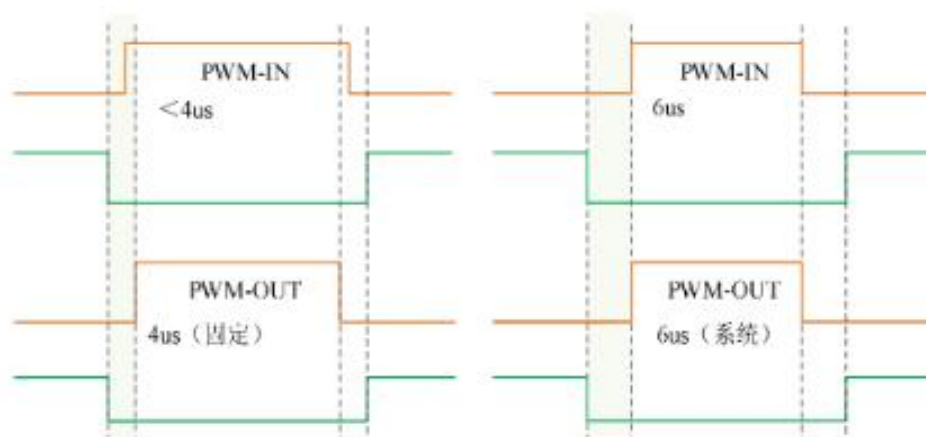 PWM-IN
<4us
PWM-OUT
4us（固定）
PWM-IN
6us
PWM-OUT
6us（系统）